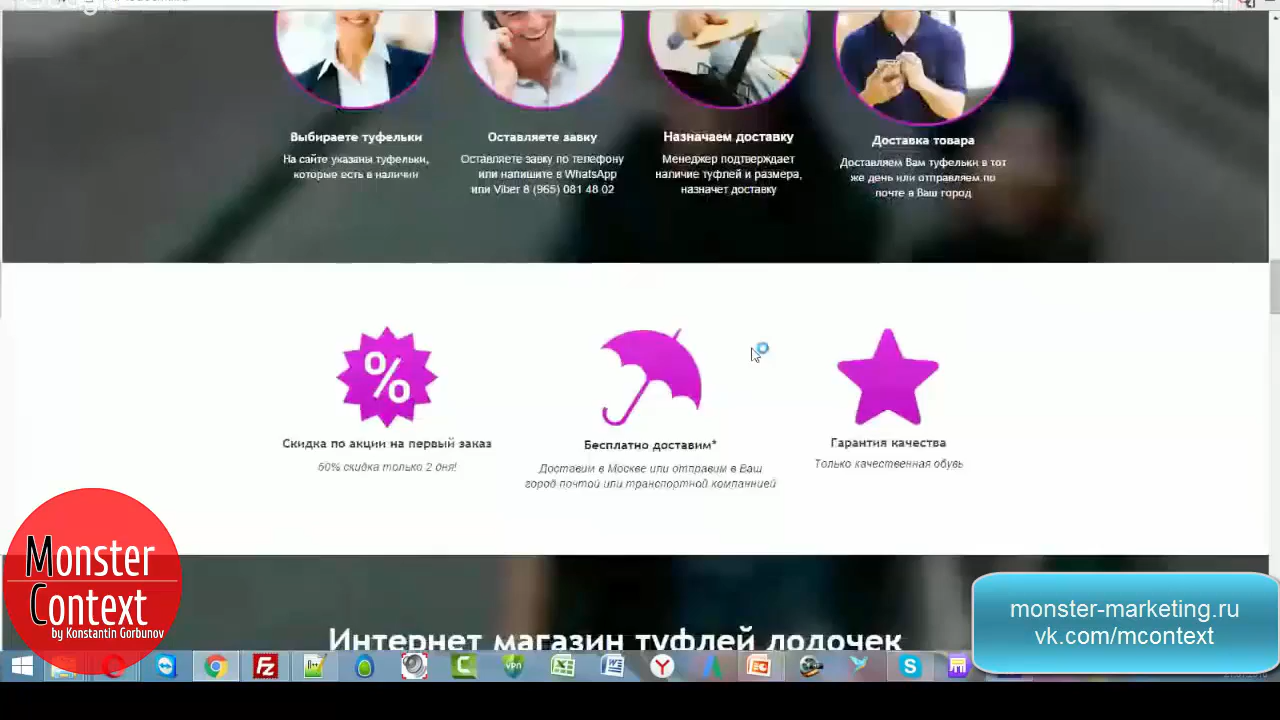 Выбираете туфельки
На сайте указаны туфельки,
которые есть в наличии
Оставляете завку
Оставляете завку по телефону
или напишите в WhatsApp
или Viber 8 (965) 081 48 02
Назначаем доставку
Менеджер подтверждает
наличие туфлей и размера,
назначет доставку
Доставка товара
Доставляем Вам туфельки в тот
же день или отправляем по
почте в Ваш город
%
Скидка по акции на первый заказ
60% скидка только 2 дня!
Бесплатно доставим*
Доставим в Москве или отправим в Ваш
город почтой или транспортной компанией
Гарантия качества
Только качественная обувь
Интернет магазин туфлей лодочек
Monster
Context
by Konstantin Gorbunov
monster-marketing.ru
vk.com/mcontext